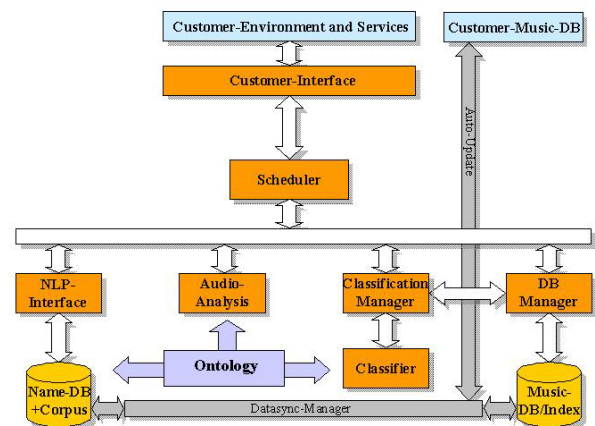 Customer-Environment and Services
Customer-Music-DB
Customer-Interface
Auto-Update
Scheduler
NLP-
Interface
Audio-
Analysis
Classification
Manager
DB
Manager
Ontology
Classifier
Name-DB
+Corpus
Datasync-Manager
Music-
DB/Index